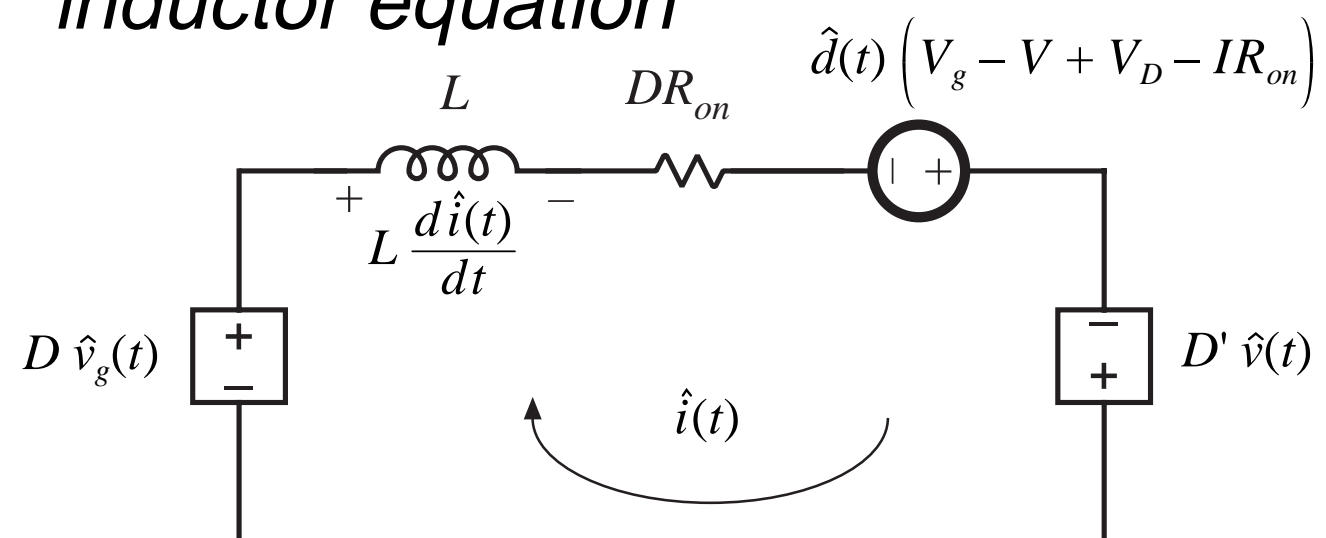 inductor equation
d̂(t) (V_g − V + V_D − IR_on)
L
DR_on
− +
+ −
L dî(t)/dt
+
−
D v̂_g(t)
−
+
D' v̂(t)
î(t)